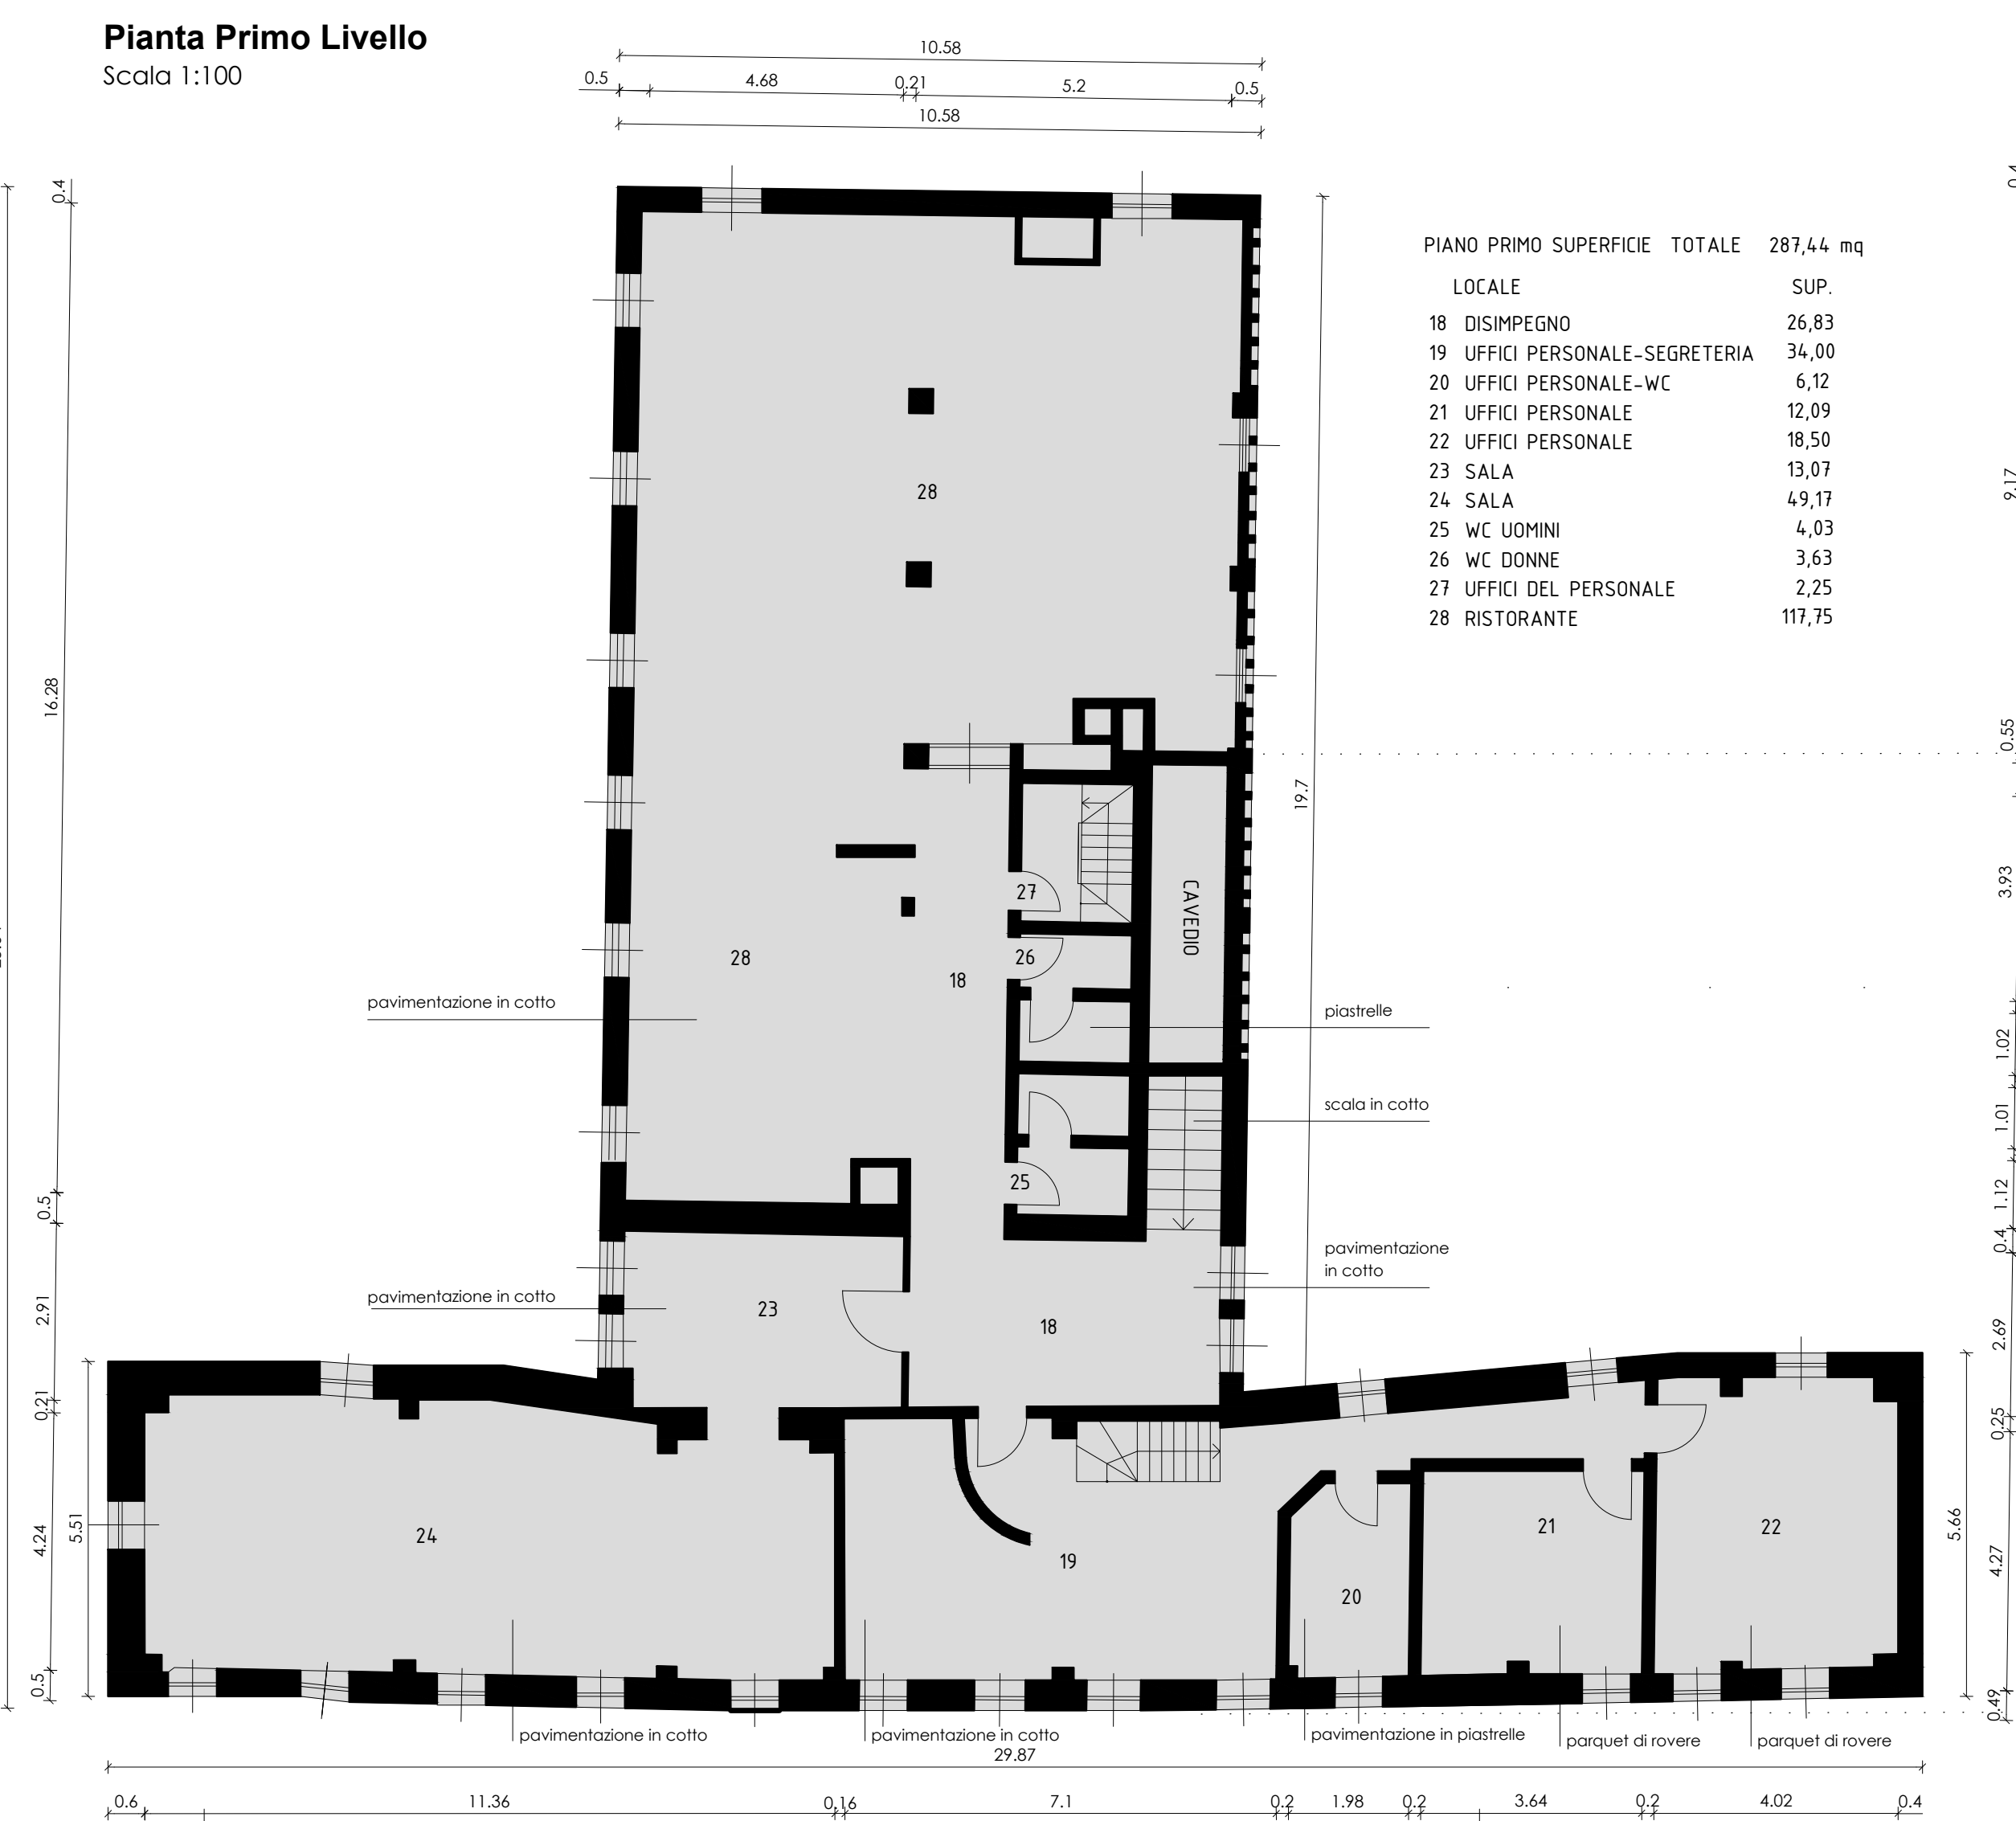 Pianta Primo Livello
Scala 1:100
10.58
0.5 4.68 0.21 5.2 0.5
10.58
PIANO PRIMO SUPERFICIE TOTALE 287,44 mq
LOCALE SUP.
18 DISIMPEGNO 26,83
19 UFFICI PERSONALE-SEGRETERIA 34,00
20 UFFICI PERSONALE-WC 6,12
21 UFFICI PERSONALE 12,09
22 UFFICI PERSONALE 18,50
23 SALA 13,07
24 SALA 49,17
25 WC UOMINI 4,03
26 WC DONNE 3,63
27 UFFICI DEL PERSONALE 2,25
28 RISTORANTE 117,75
0.4
16.28
0.5
2.91
0.21
4.24
0.5
5.51
28
27
26
28
18
25
23
18
24
19
20
21
22
CAVEDIO
19.7
pavimentazione in cotto
piastrelle
scala in cotto
pavimentazione
in cotto
pavimentazione in cotto
9.17
0.55
3.93
1.02
1.01
1.12
0.4
2.69
0.25
4.27
0.49
5.66
pavimentazione in cotto
pavimentazione in cotto
pavimentazione in piastrelle
parquet di rovere
parquet di rovere
29.87
0.6 11.36 0.16 7.1 0.2 1.98 0.2 3.64 0.2 4.02 0.4